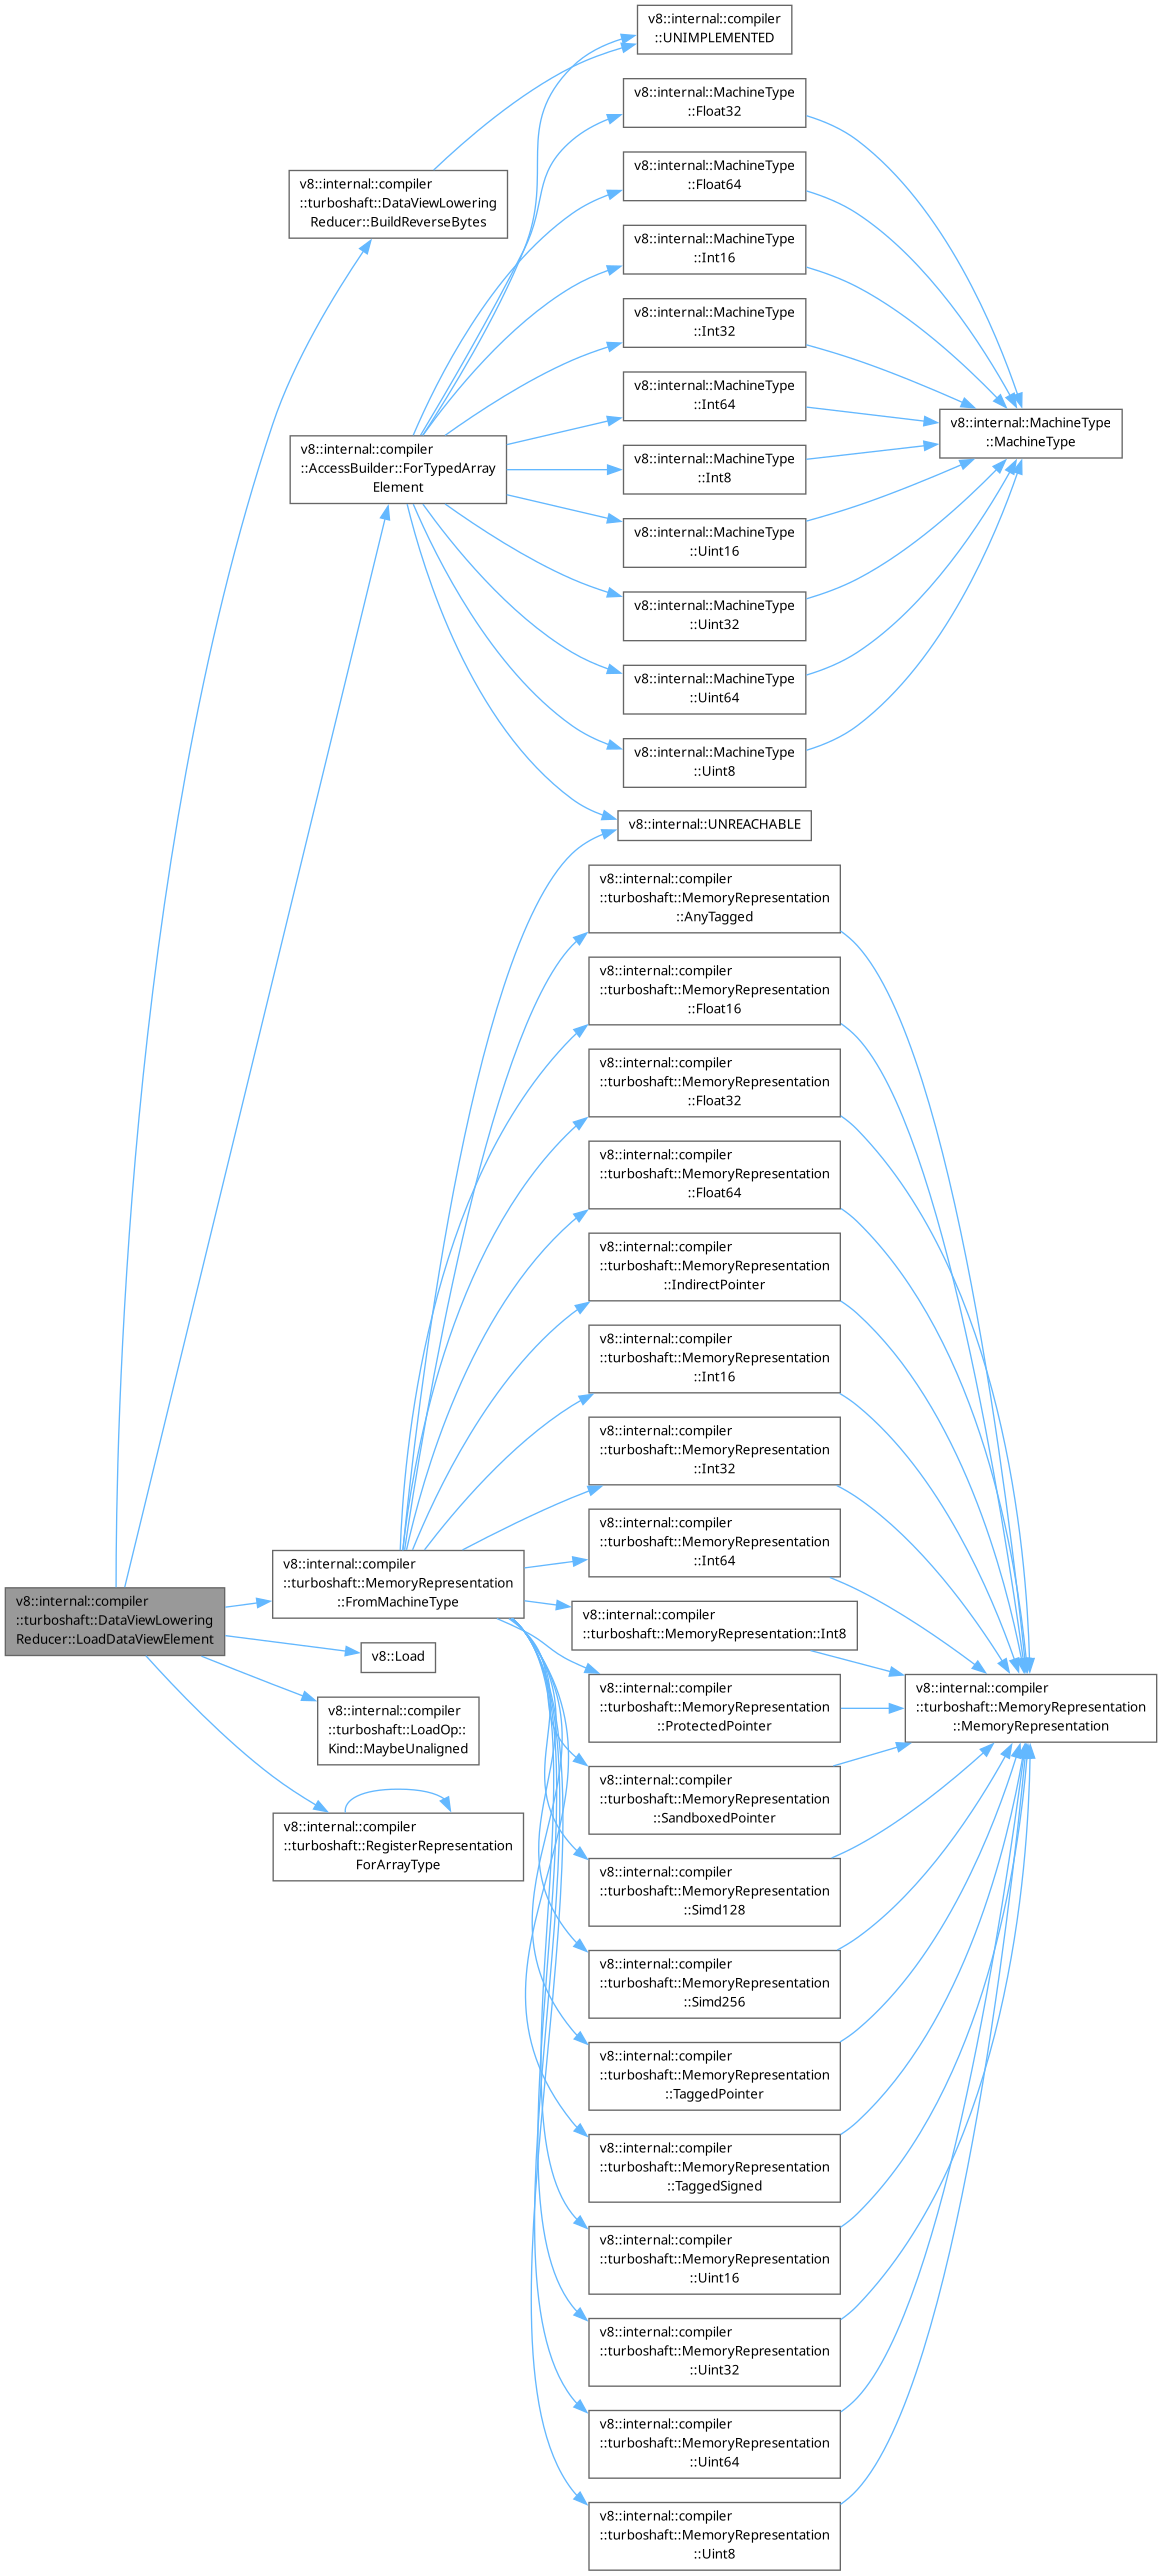 v8::internal::compiler
::UNIMPLEMENTED
v8::internal::MachineType
::Float32
v8::internal::MachineType
::Float64
v8::internal::compiler
::turboshaft::DataViewLowering
Reducer::BuildReverseBytes
v8::internal::MachineType
::Int16
v8::internal::MachineType
::Int32
v8::internal::MachineType
::Int64
v8::internal::MachineType
::MachineType
v8::internal::compiler
::AccessBuilder::ForTypedArray
Element
v8::internal::MachineType
::Int8
v8::internal::MachineType
::Uint16
v8::internal::MachineType
::Uint32
v8::internal::MachineType
::Uint64
v8::internal::MachineType
::Uint8
v8::internal::UNREACHABLE
v8::internal::compiler
::turboshaft::MemoryRepresentation
::AnyTagged
v8::internal::compiler
::turboshaft::MemoryRepresentation
::Float16
v8::internal::compiler
::turboshaft::MemoryRepresentation
::Float32
v8::internal::compiler
::turboshaft::MemoryRepresentation
::Float64
v8::internal::compiler
::turboshaft::MemoryRepresentation
::IndirectPointer
v8::internal::compiler
::turboshaft::MemoryRepresentation
::Int16
v8::internal::compiler
::turboshaft::MemoryRepresentation
::Int32
v8::internal::compiler
::turboshaft::MemoryRepresentation
::Int64
v8::internal::compiler
::turboshaft::MemoryRepresentation
::FromMachineType
v8::internal::compiler
::turboshaft::DataViewLowering
Reducer::LoadDataViewElement
v8::internal::compiler
::turboshaft::MemoryRepresentation::Int8
v8::Load
v8::internal::compiler
::turboshaft::MemoryRepresentation
::ProtectedPointer
v8::internal::compiler
::turboshaft::MemoryRepresentation
::MemoryRepresentation
v8::internal::compiler
::turboshaft::LoadOp::
Kind::MaybeUnaligned
v8::internal::compiler
::turboshaft::MemoryRepresentation
::SandboxedPointer
v8::internal::compiler
::turboshaft::RegisterRepresentation
ForArrayType
v8::internal::compiler
::turboshaft::MemoryRepresentation
::Simd128
v8::internal::compiler
::turboshaft::MemoryRepresentation
::Simd256
v8::internal::compiler
::turboshaft::MemoryRepresentation
::TaggedPointer
v8::internal::compiler
::turboshaft::MemoryRepresentation
::TaggedSigned
v8::internal::compiler
::turboshaft::MemoryRepresentation
::Uint16
v8::internal::compiler
::turboshaft::MemoryRepresentation
::Uint32
v8::internal::compiler
::turboshaft::MemoryRepresentation
::Uint64
v8::internal::compiler
::turboshaft::MemoryRepresentation
::Uint8